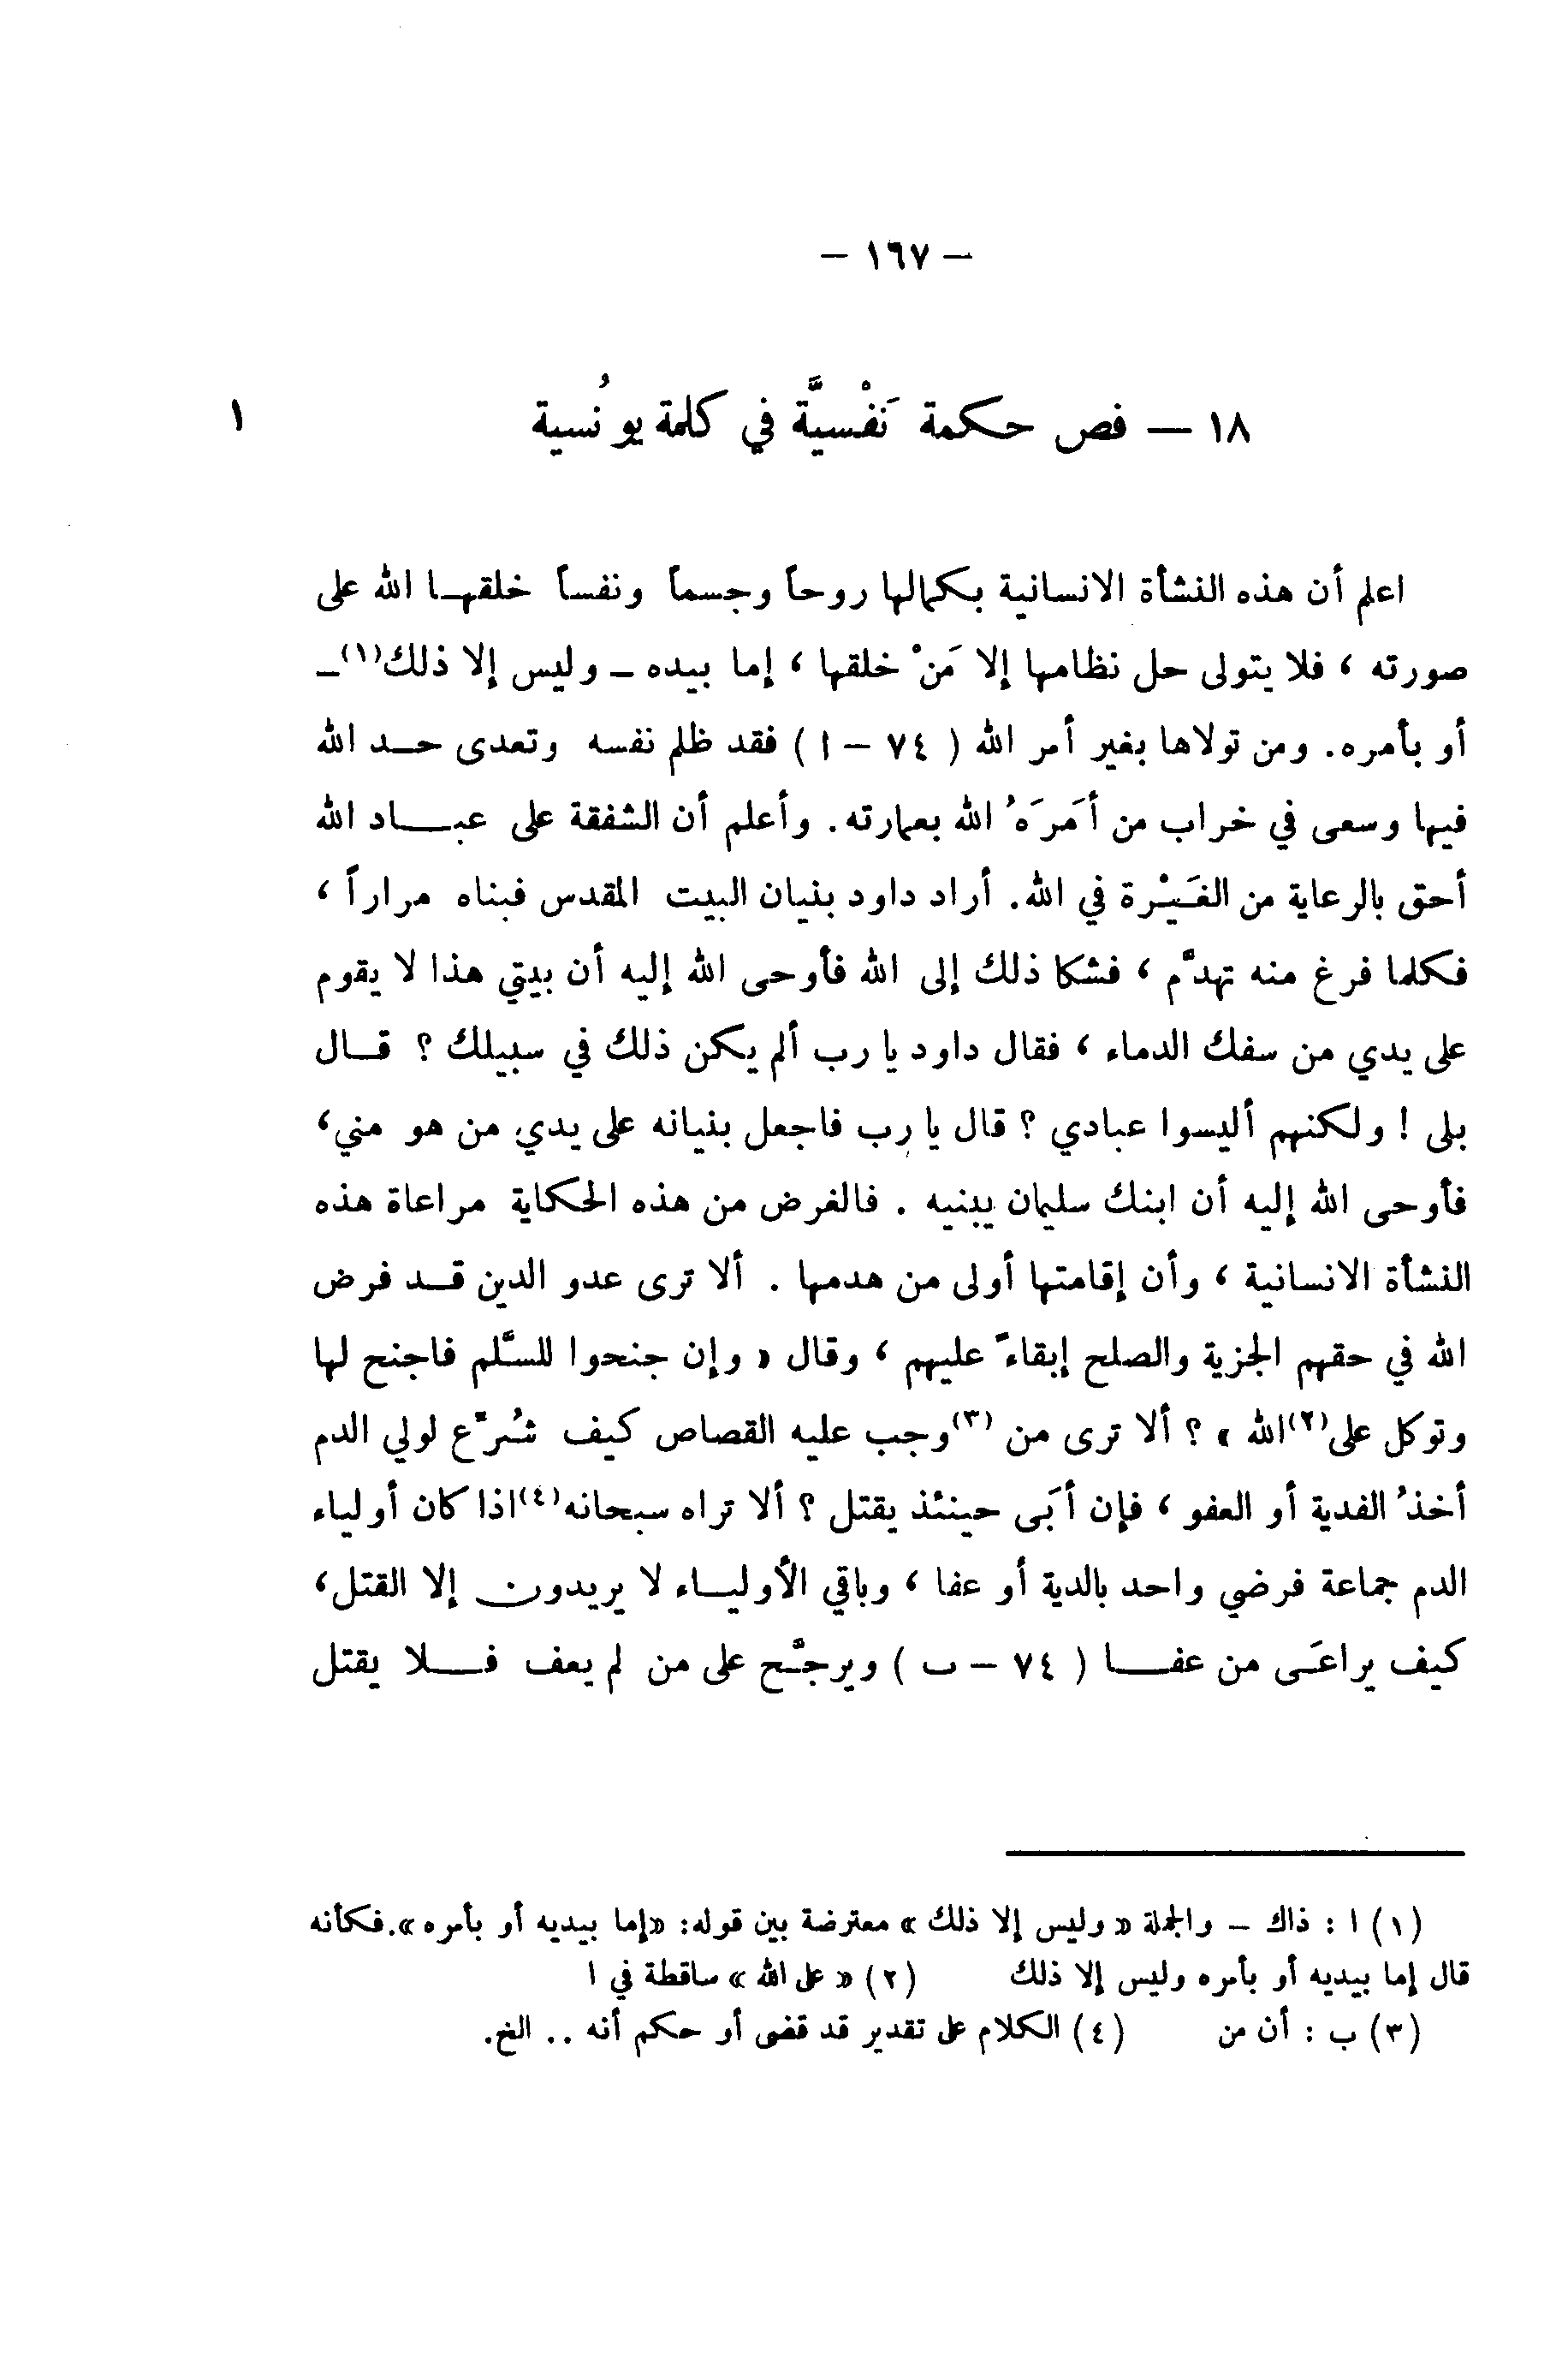 - ١٦٧ -
١٨ — فص حكمة نَفْسيَّة في كلمة يونُسية
١
اعلم أن هذه النشأة الانسانية بكمالها روحاً وجسماً ونفساً خلقهـا الله على
صورته ، فلا يتولى حل نظامها إلا مَنْ خلقها ، إما بيده - وليس إلا ذلك(١)-
أو بأمره. ومن تولاها بغير أمر الله ( ٧٤ - ا ) فقد ظلم نفسه وتعدى حـد الله
فيها وسعى في خراب من أمَرَهُ الله بعمارته. وأعلم أن الشفقة على عبـــاد الله
أحق بالرعاية من الغَيْرة في الله. أراد داود بنيان البيت المقدس فبناه مراراً ،
فكلما فرغ منه تهدَّم ، فشكا ذلك إلى الله فأوحى الله إليه أن بيتي هذا لا يقوم
على يدي من سفك الدماء ، فقال داود يا رب ألم يكن ذلك في سبيلك ؟ قـال
بلى ! ولكنهم أليسوا عبادي ؟ قال يا رب فاجعل بنيانه على يدي من هو مني،
فأوحى الله إليه أن ابنك سليمان يبنيه . فالغرض من هذه الحكاية مراعاة هذه
النشأة الانسانية ، وأن إقامتها أولى من هدمها . ألا ترى عدو الدين قـد فرض
الله في حقهم الجزية والصلح إبقاءً عليهم ، وقال « وإن جنحوا للسَّلم فاجنح لها
وتوكل على(٢)الله » ؟ ألا ترى من (٣)وجب عليه القصاص كيف شُرِّع لولي الدم
أخذُ الفدية أو العفو ، فإن أبَى حينئذ يقتل ؟ ألا تراه سبحانه(٤)اذا كان أولياء
الدم جماعة فرضي واحد بالدية أو عفا ، وباقي الأوليـاء لا يريدون إلا القتل،
كيف يراعَى من عفـــا ( ٧٤ - ب ) ويرجَّح على من لم يعف فـــلا يقتل
(١) ا : ذاك - والجملة « وليس إلا ذلك » معترضة بين قوله: «إما بيديه أو بأمره».فكأنه
قال إما بيديه أو بأمره وليس إلا ذلك (٢) « على الله » ساقطة في ا
(٣) ب : أن من (٤) الكلام على تقدير قد قضى أو حكم أنه .. الخ.